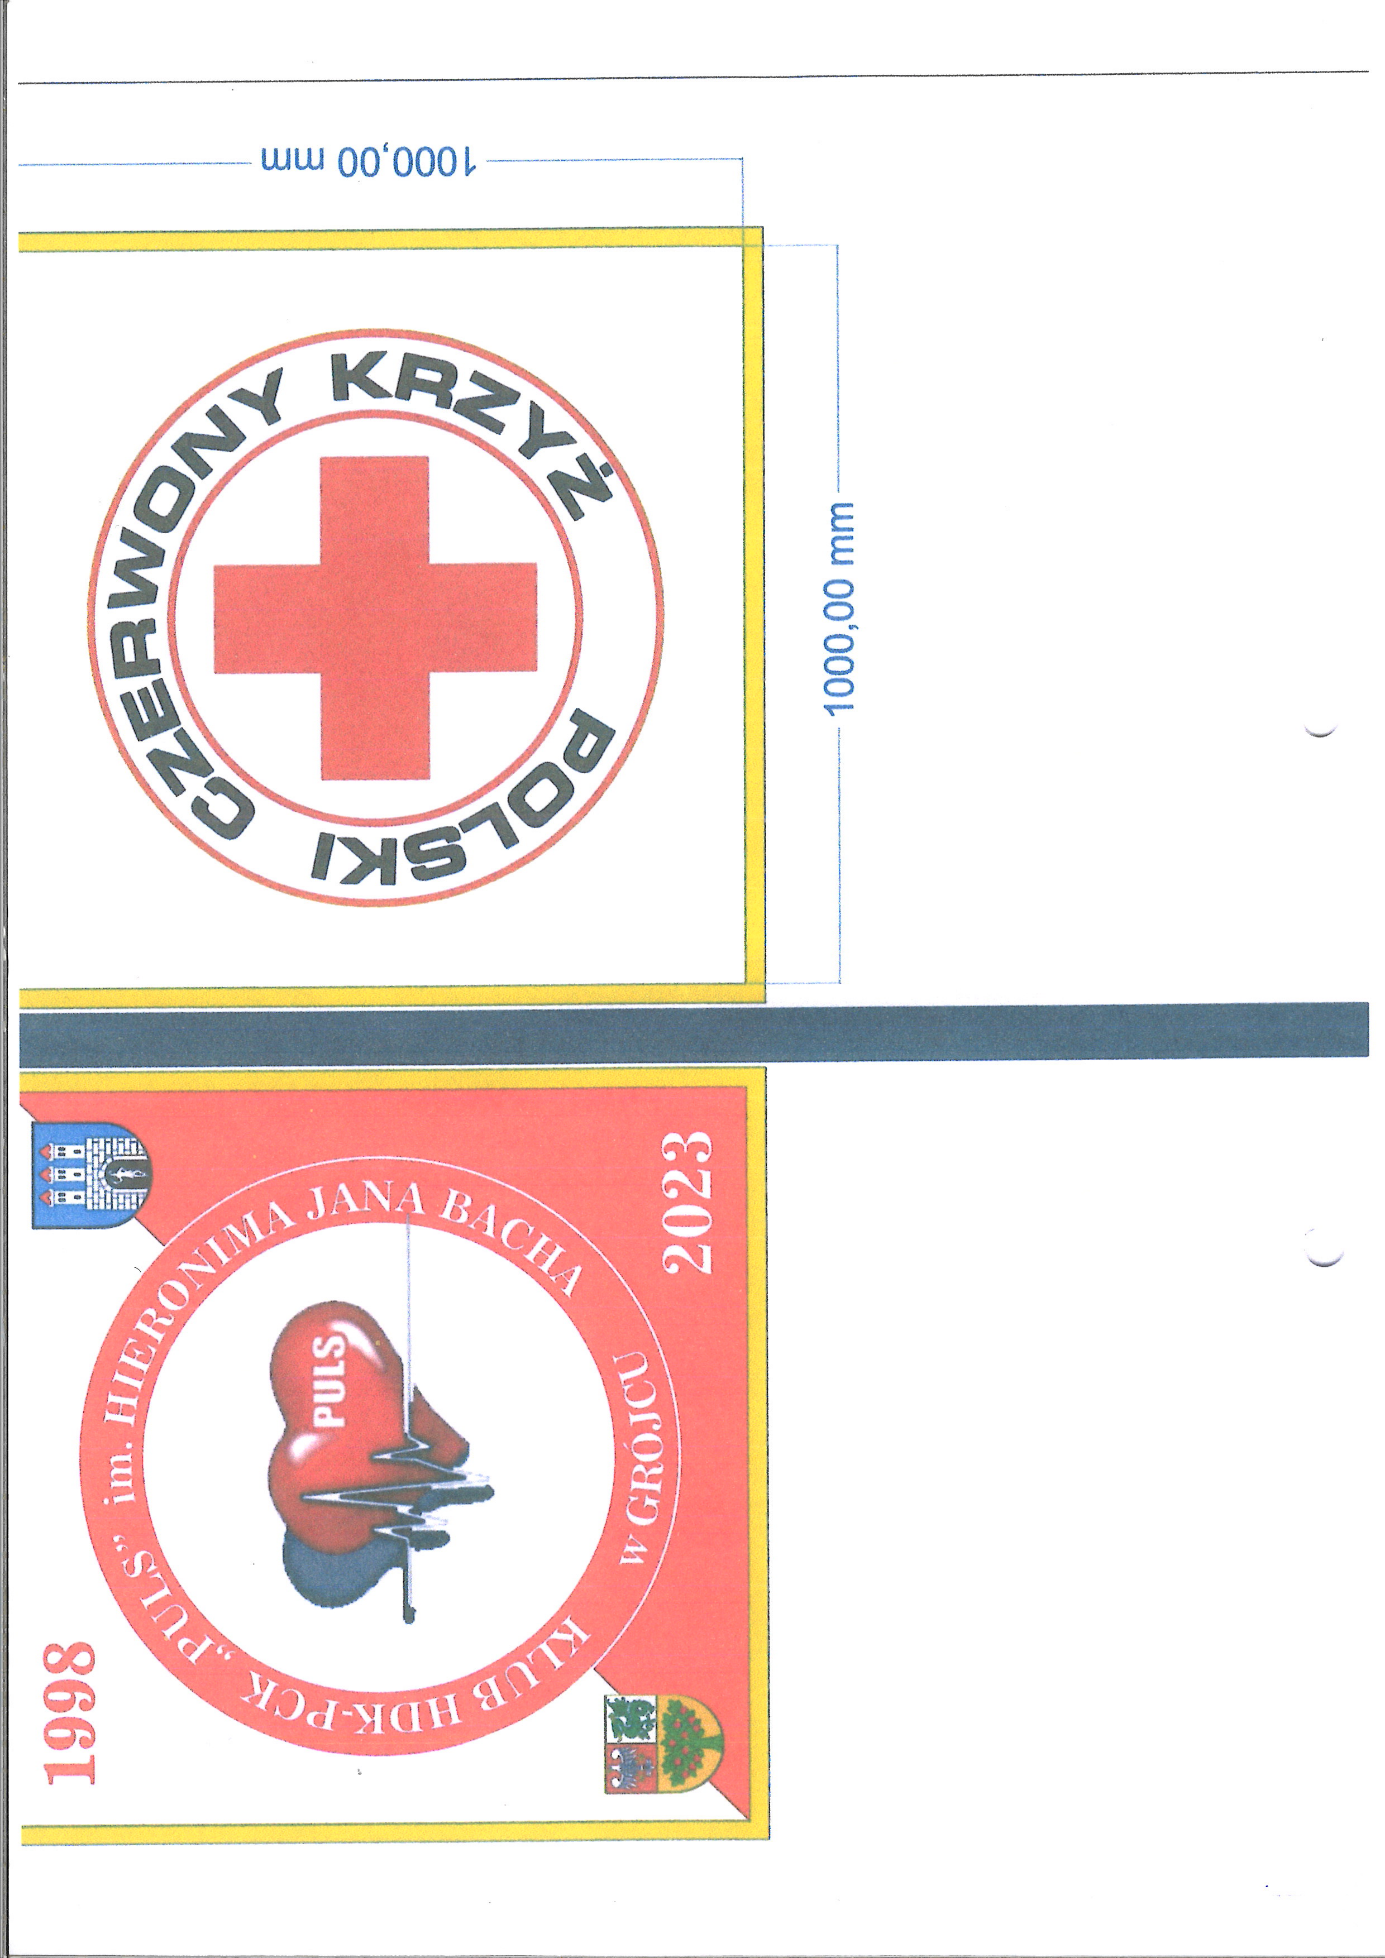 1000,00 mm
1000,00 mm
POLSKI CZERWONY KRZYŻ
1998
2023
KLUB HDK-PCK „PULS” im. HIERONIMA JANA BACHA
w GRÓJCU
PULS